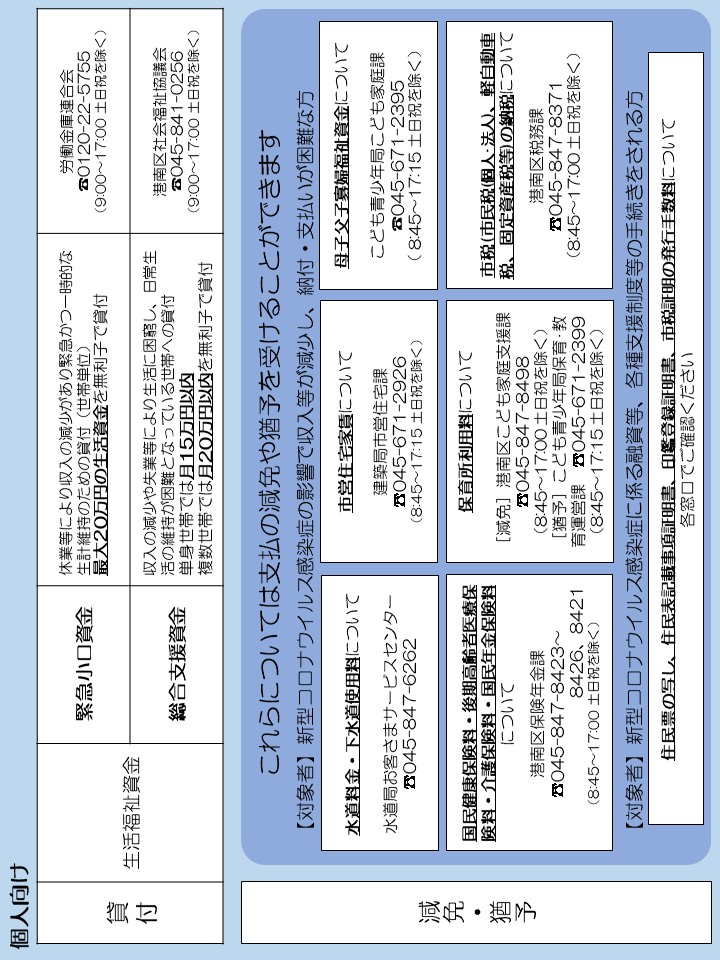 個人向け
貸付
生活福祉資金
緊急小口資金
休業等により収入の減少があり緊急かつ一時的な
生計維持のための貸付(世帯単位)
最大20万円の生活資金を無利子で貸付
労働金庫連合会
☎0120-22-5755
(9:00~17:00 土日祝を除く)
総合支援資金
収入の減少や失業等により生活に困窮し、日常生
活の維持が困難となっている世帯への貸付
単身世帯では月15万円以内
複数世帯では月20万円以内を無利子で貸付
港南区社会福祉協議会
☎045-841-0256
(9:00~17:00 土日祝を除く)
減免・猶予
これらについては支払の減免や猶予を受けることができます
【対象者】新型コロナウイルス感染症の影響で収入等が減少し、納付・支払いが困難な方
水道料金・下水道使用料について
水道局お客さまサービスセンター
☎045-847-6262
市営住宅家賃について
建築局市営住宅課
☎045-671-2926
(8:45~17:15 土日祝を除く)
母子父子寡婦福祉資金について
こども青少年局こども家庭課
☎045-671-2395
(8:45~17:15 土日祝を除く)
国民健康保険料・後期高齢者医療保
険料・介護保険料・国民年金保険料
について
港南区保険年金課
☎045-847-8423~
8426、8421
(8:45~17:00 土日祝を除く)
保育所利用料について
[減免]港南区こども家庭支援課
☎045-847-8498
(8:45~17:00 土日祝を除く)
[猶予]こども青少年局保育・教
育運営課 ☎045-671-2399
(8:45~17:15 土日祝を除く)
市税(市民税(個人・法人)、軽自動車
税、固定資産税等)の納税について
港南区税務課
☎045-847-8371
(8:45~17:00 土日祝を除く)
【対象者】新型コロナウイルス感染症に係る融資等、各種支援制度等の手続きをされる方
住民票の写し、住民表記載事項証明書、印鑑登録証明書、市税証明の発行手数料について
各窓口でご確認ください